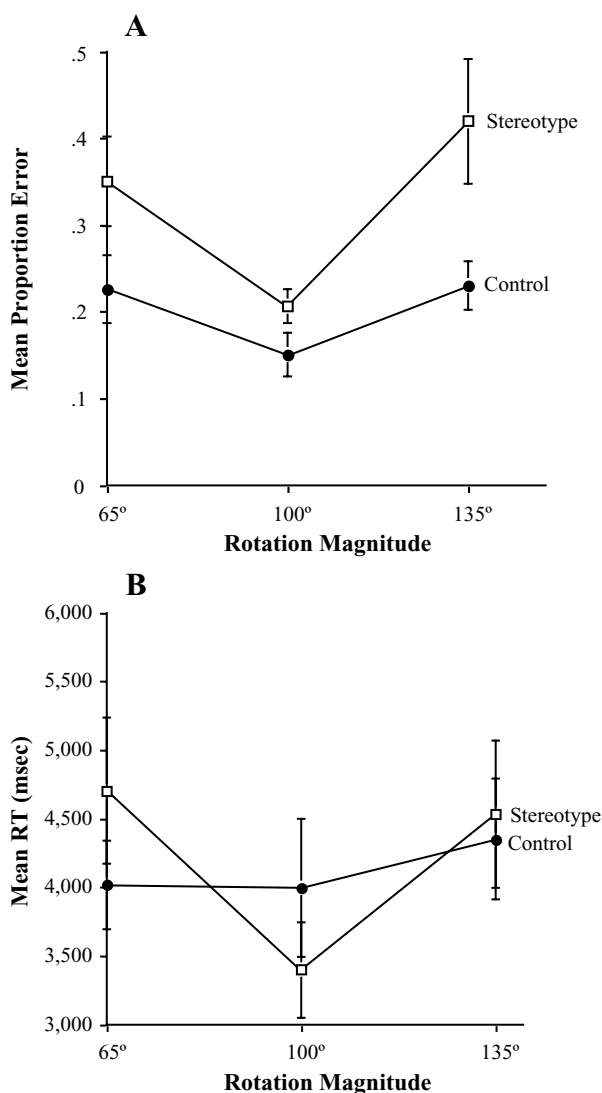 A
.5
.4
.3
.2
.1
0
Mean Proportion Error
Stereotype
Control
65º
100º
135º
Rotation Magnitude
B
6,000
5,500
5,000
4,500
4,000
3,500
3,000
Mean RT (msec)
Stereotype
Control
65º
100º
135º
Rotation Magnitude